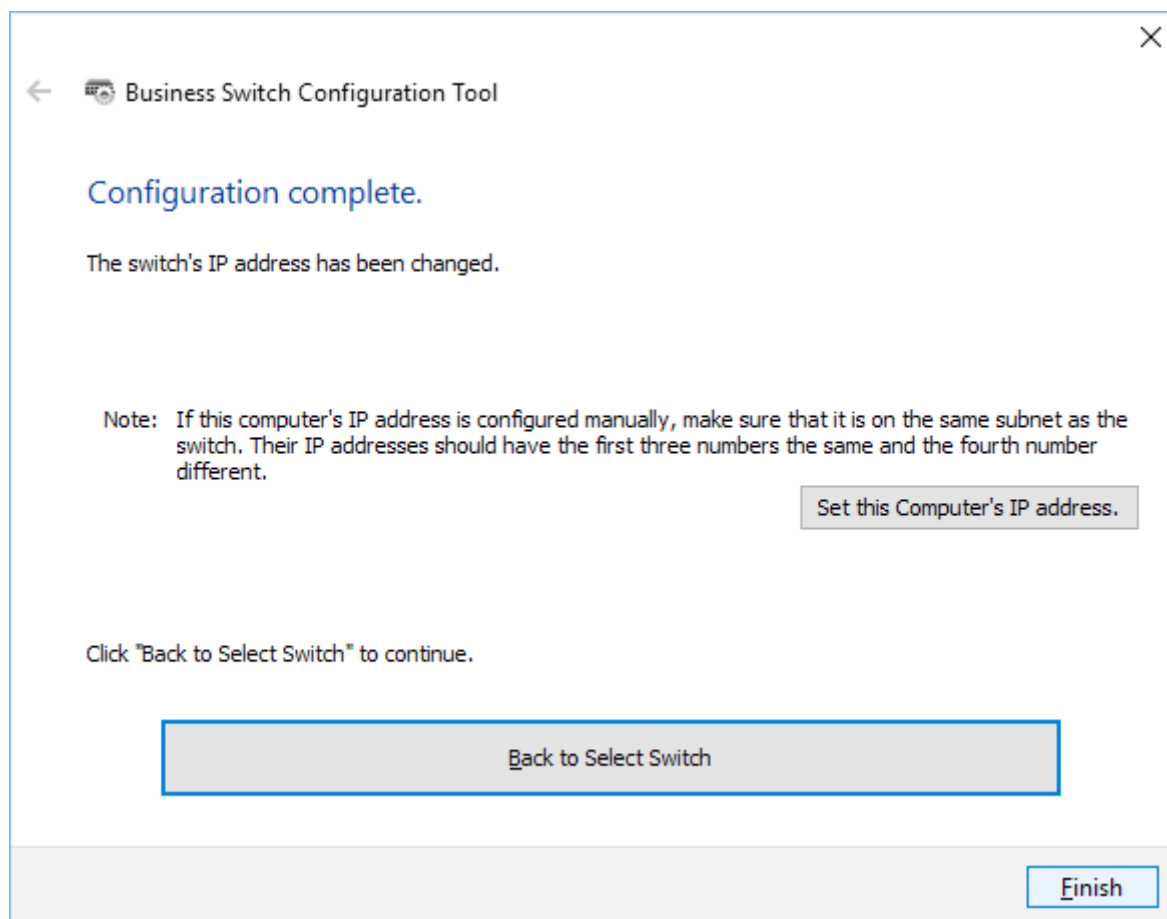 Business Switch Configuration Tool
Configuration complete.
The switch's IP address has been changed.
Note: If this computer's IP address is configured manually, make sure that it is on the same subnet as the
switch. Their IP addresses should have the first three numbers the same and the fourth number
different.
Set this Computer's IP address.
Click "Back to Select Switch" to continue.
Back to Select Switch
Finish